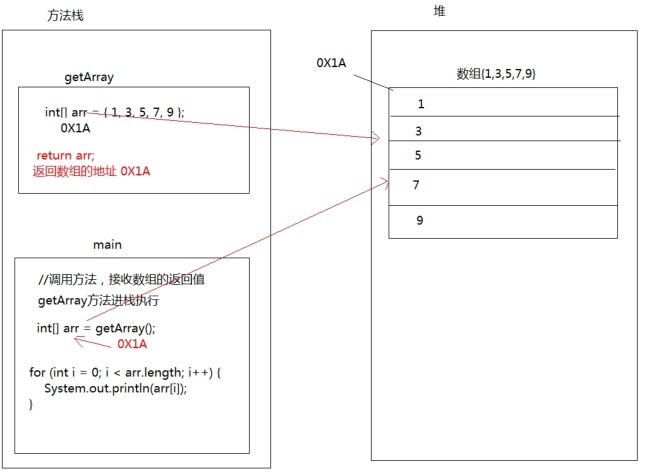 方法栈
getArray
int[] arr = { 1, 3, 5, 7, 9 };
0X1A
return arr;
返回数组的地址 0X1A
main
//调用方法，接收数组的返回值
getArray方法进栈执行
int[] arr = getArray();
0X1A
for (int i = 0; i < arr.length; i++) {
System.out.println(arr[i]);
}
堆
0X1A
数组{1,3,5,7,9}
1
3
5
7
9